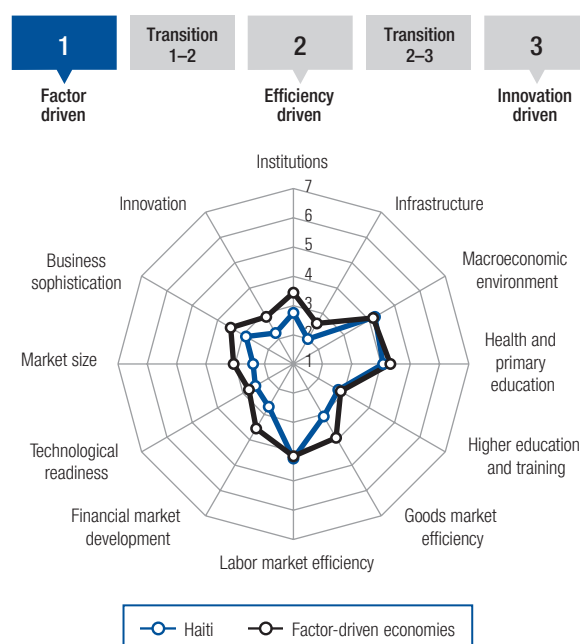 1
Transition
1–2
2
Transition
2–3
3
Factor
driven
Efficiency
driven
Innovation
driven
Institutions
7
6
5
4
3
2
1
Infrastructure
Macroeconomic
environment
Health and
primary
education
Higher education
and training
Goods market
efficiency
Labor market efficiency
Financial market
development
Technological
readiness
Market size
Business
sophistication
Innovation
Haiti
Factor-driven economies